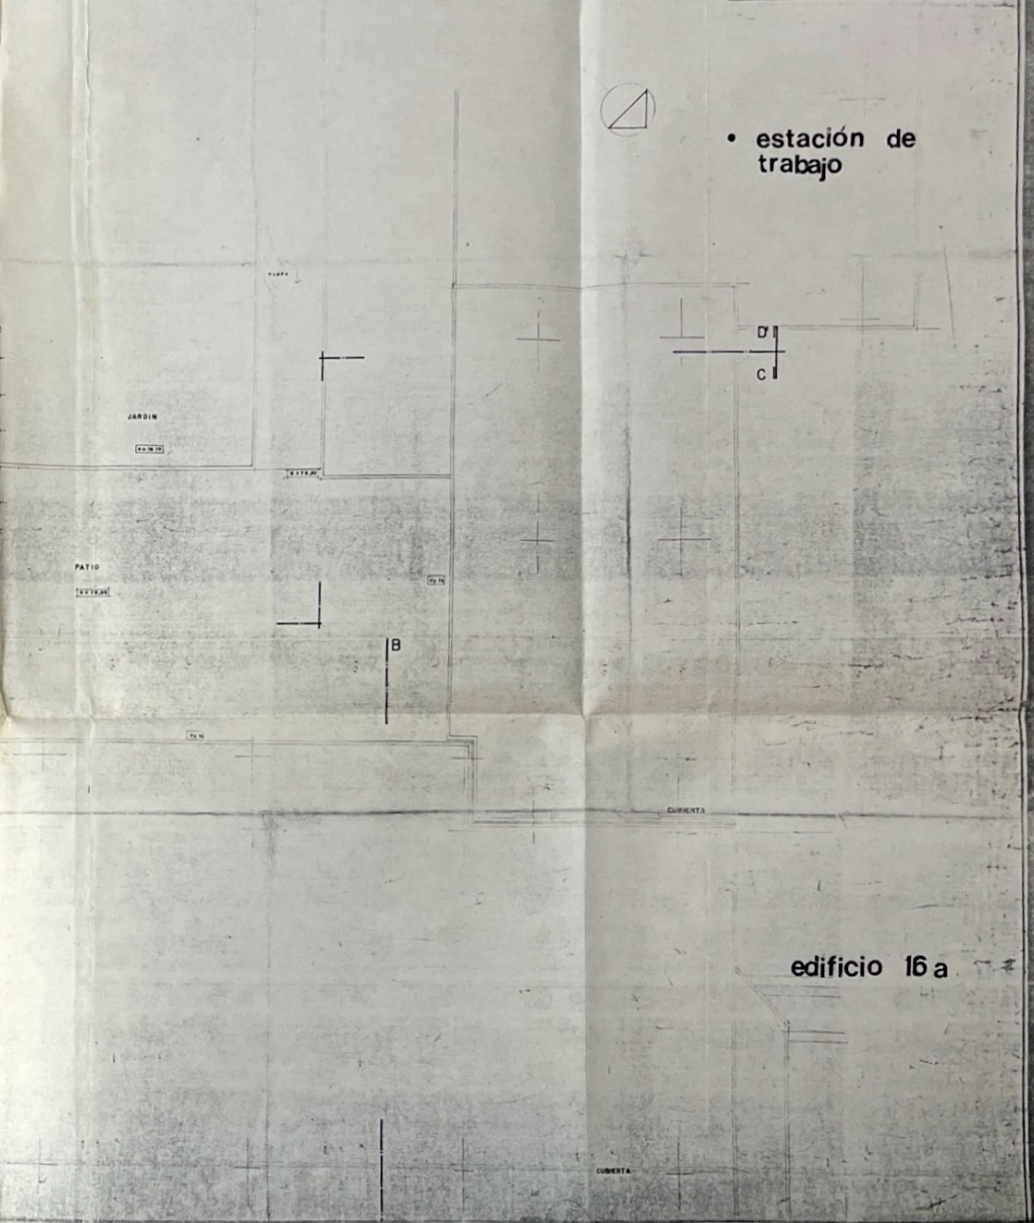 • estación de
trabajo
D'
C
JARDIN
PATIO
B
CUBIERTA
edificio 16 a
CUBIERTA